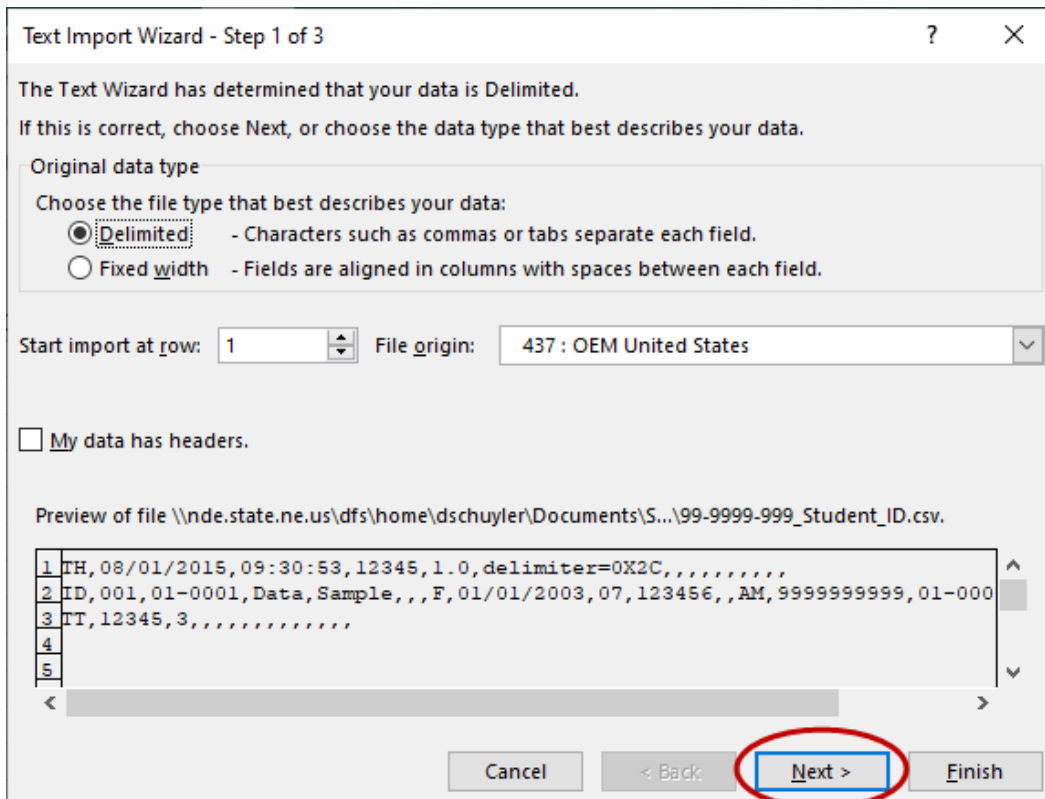 Text Import Wizard - Step 1 of 3 ? ×
The Text Wizard has determined that your data is Delimited.
If this is correct, choose Next, or choose the data type that best describes your data.
Original data type
Choose the file type that best describes your data:
Delimited - Characters such as commas or tabs separate each field.
Fixed width - Fields are aligned in columns with spaces between each field.
Start import at row: 1 File origin: 437 : OEM United States
My data has headers.
Preview of file \\nde.state.ne.us\dfs\home\dschuyler\Documents\S...\99-9999-999_Student_ID.csv.
1 TH,08/01/2015,09:30:53,12345,1.0,delimiter=0X2C,,,,,,,,,,
2 ID,001,01-0001,Data,Sample,,,F,01/01/2003,07,123456,,AM,9999999999,01-000
3 TT,12345,3,,,,,,,,,,,,,
4
5
Cancel < Back Next > Finish